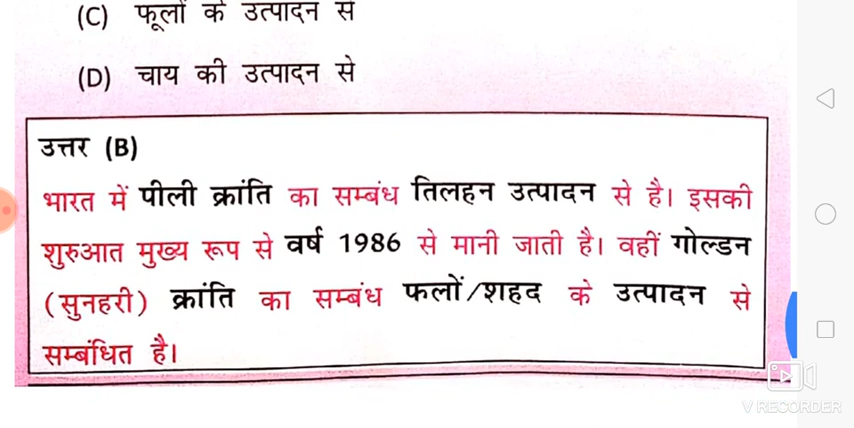 (C) फूलों के उत्पादन से
(D) चाय की उत्पादन से
उत्तर (B)
भारत में पीली क्रांति का सम्बंध तिलहन उत्पादन से है। इसकी
शुरुआत मुख्य रूप से वर्ष 1986 से मानी जाती है। वहीं गोल्डन
(सुनहरी) क्रांति का सम्बंध फलों/शहद के उत्पादन से
सम्बंधित है।
V RECORDER